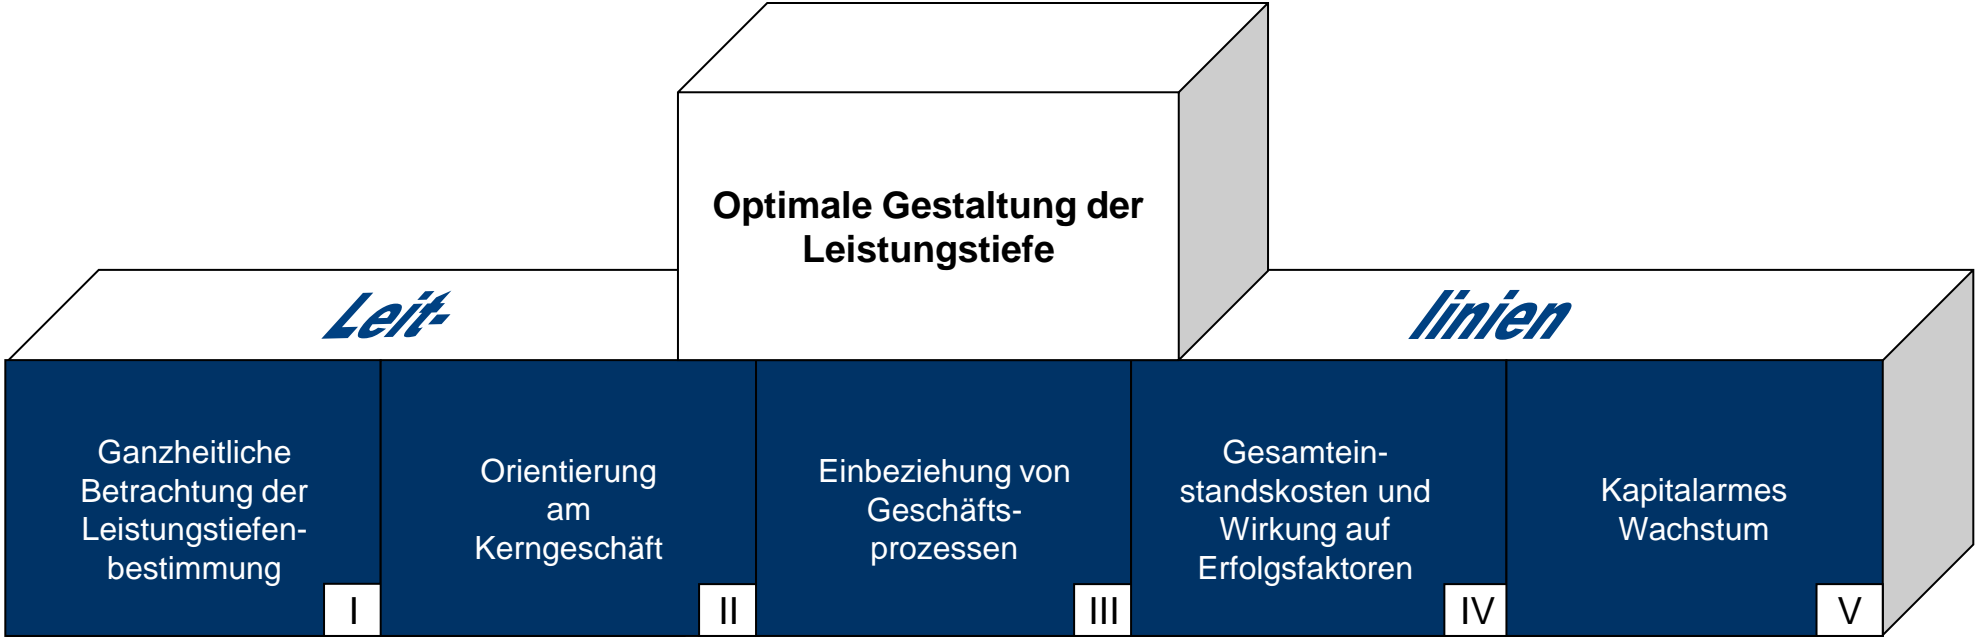 Optimale Gestaltung der
Leistungstiefe
Leit-
linien
Ganzheitliche
Betrachtung der
Leistungstiefen-
bestimmung
I
Orientierung
am
Kerngeschäft
II
Einbeziehung von
Geschäfts-
prozessen
III
Gesamtein-
standskosten und
Wirkung auf
Erfolgsfaktoren
IV
Kapitalarmes
Wachstum
V